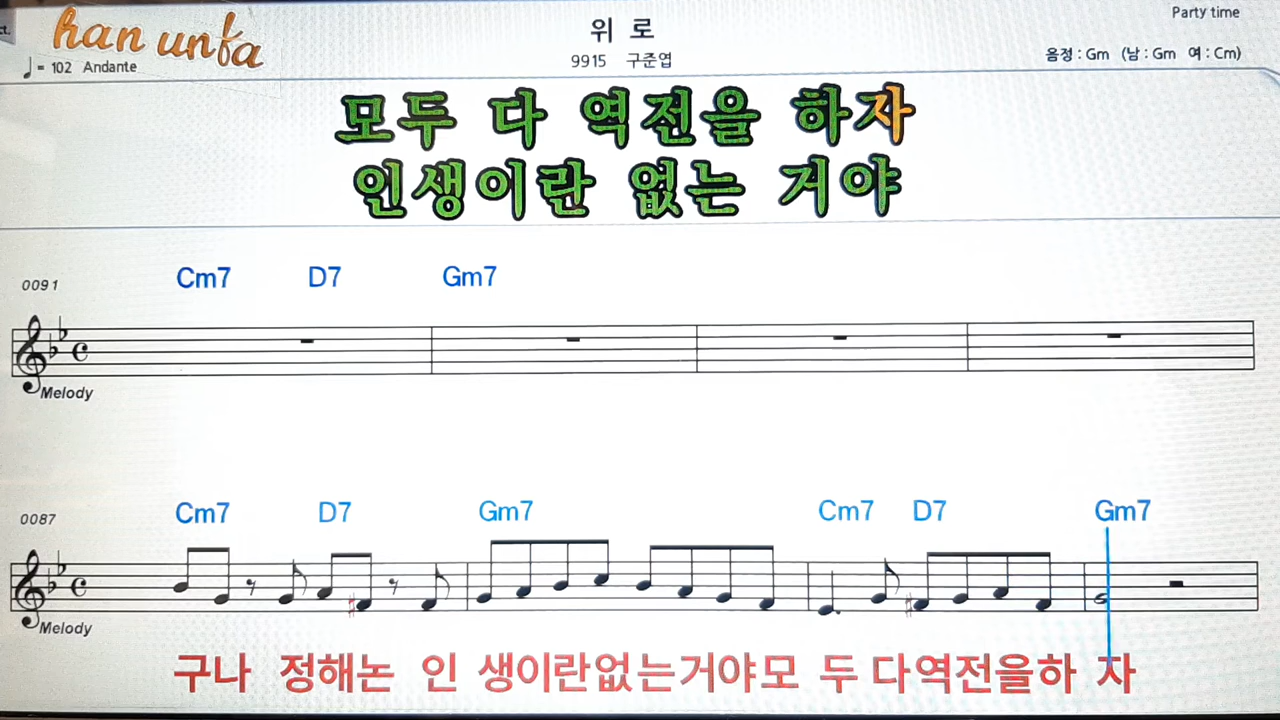 ct.
han unfa
Party time
위 로
♩= 102 Andante
9915 구준엽
음정 : Gm (남 : Gm 여 : Cm)
모두 다 역전을 하자
인생이란 없는 거야
0091
Cm7 D7 Gm7
Melody
0087
Cm7 D7 Gm7 Cm7 D7 Gm7
Melody
구나 정해논 인 생이란없는거야모 두 다역전을하 자